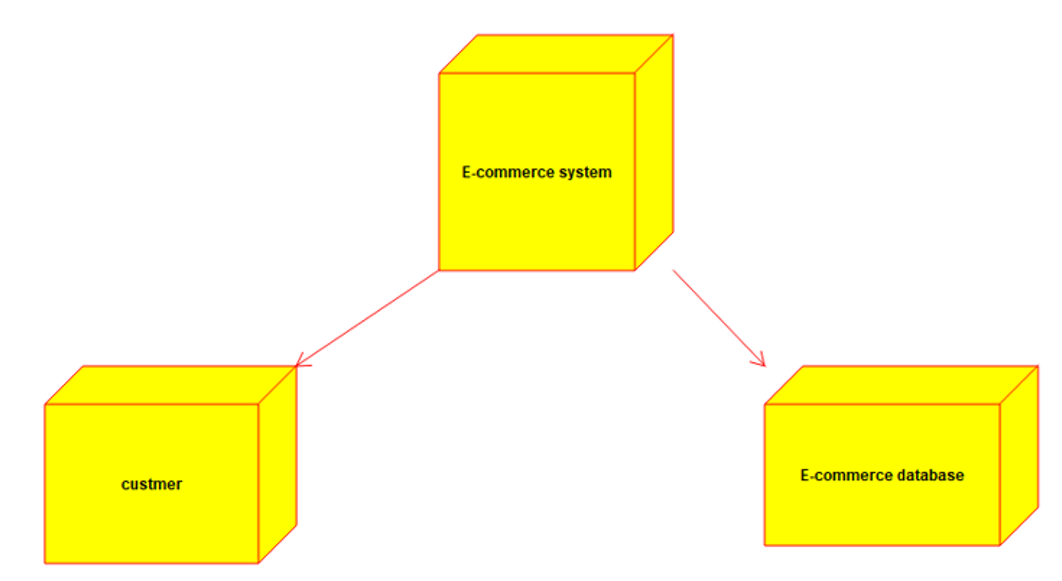 E-commerce system
custmer
E-commerce database